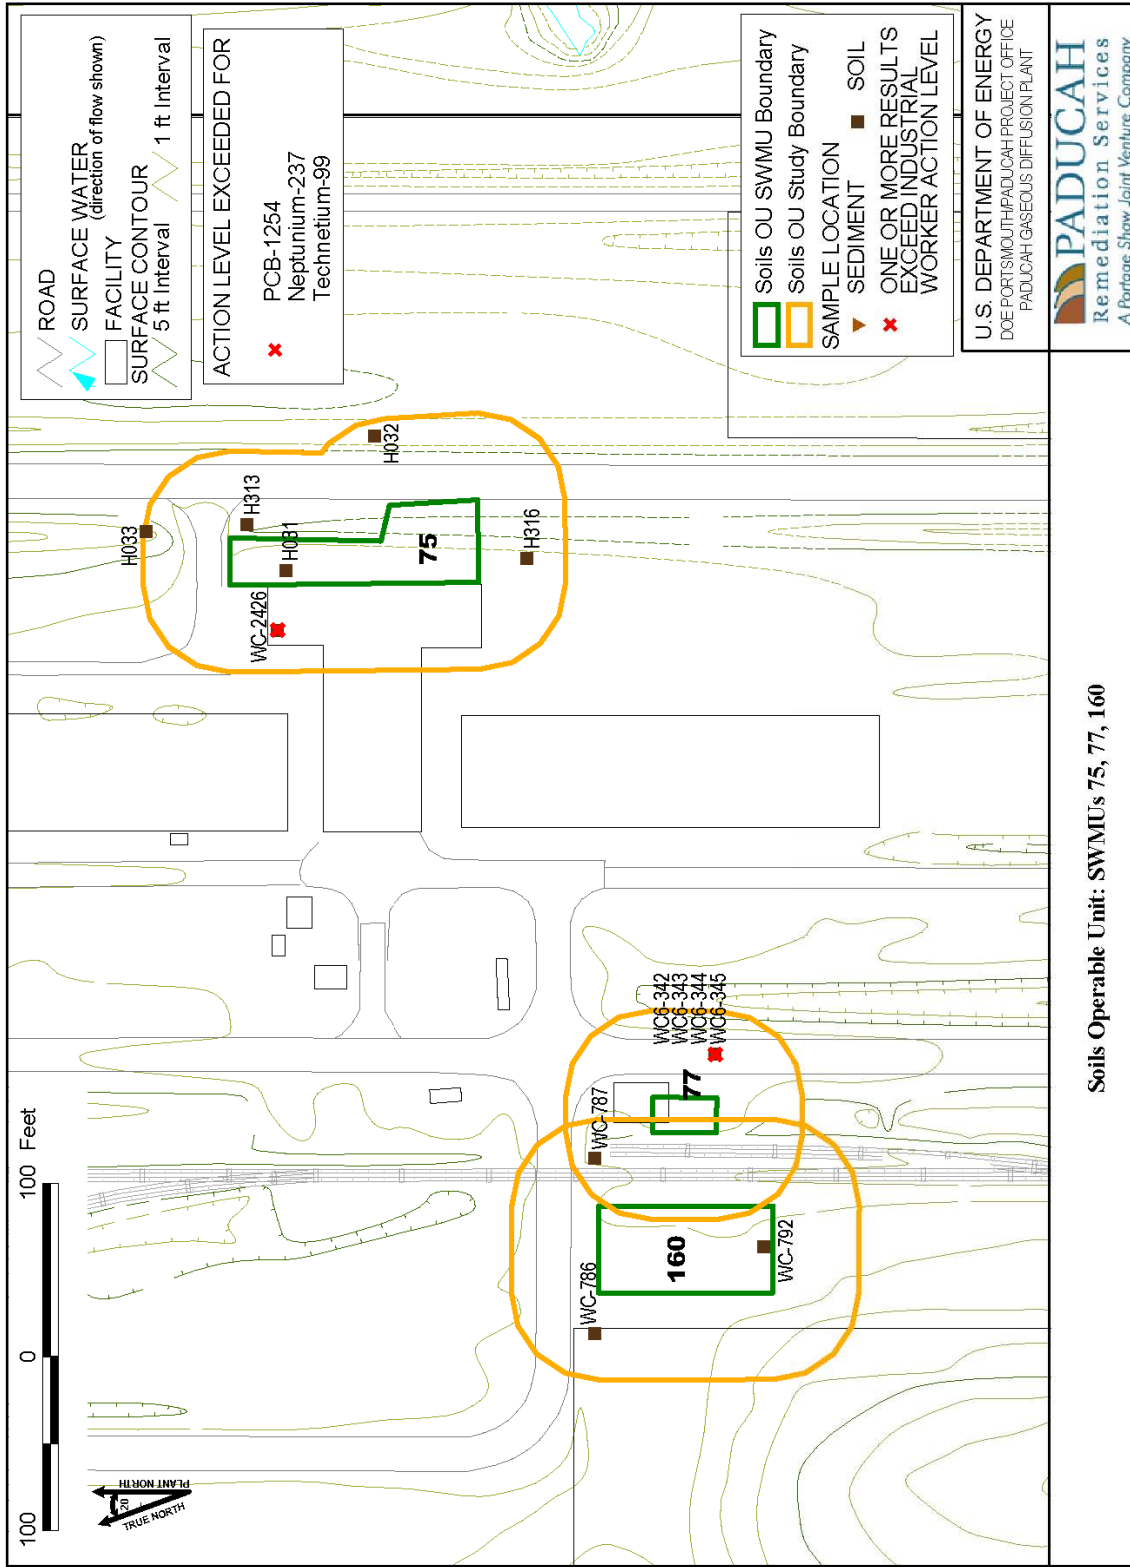 100 0 100 Feet
PLANT NORTH
20
TRUE NORTH
ROAD
SURFACE WATER
(direction of flow shown)
FACILITY
SURFACE CONTOUR
5 ft Interval 1 ft Interval
ACTION LEVEL EXCEEDED FOR
PCB-1254
Neptunium-237
Technetium-99
H033
H313
H031
WC-2426
H032
75
H316
WC6-342
WC6-343
WC6-344
WC6-345
77
WC-787
WC-786
160
WC-792
Soils OU SWMU Boundary
Soils OU Study Boundary
SAMPLE LOCATION
SEDIMENT SOIL
ONE OR MORE RESULTS
EXCEED INDUSTRIAL
WORKER ACTION LEVEL
U.S. DEPARTMENT OF ENERGY
DOE PORTSMOUTH/PADUCAH PROJECT OFFICE
PADUCAH GASEOUS DIFFUSION PLANT
PADUCAH
Remediation Services
A Portage Shaw Joint Venture Company
Soils Operable Unit: SWMUs 75, 77, 160